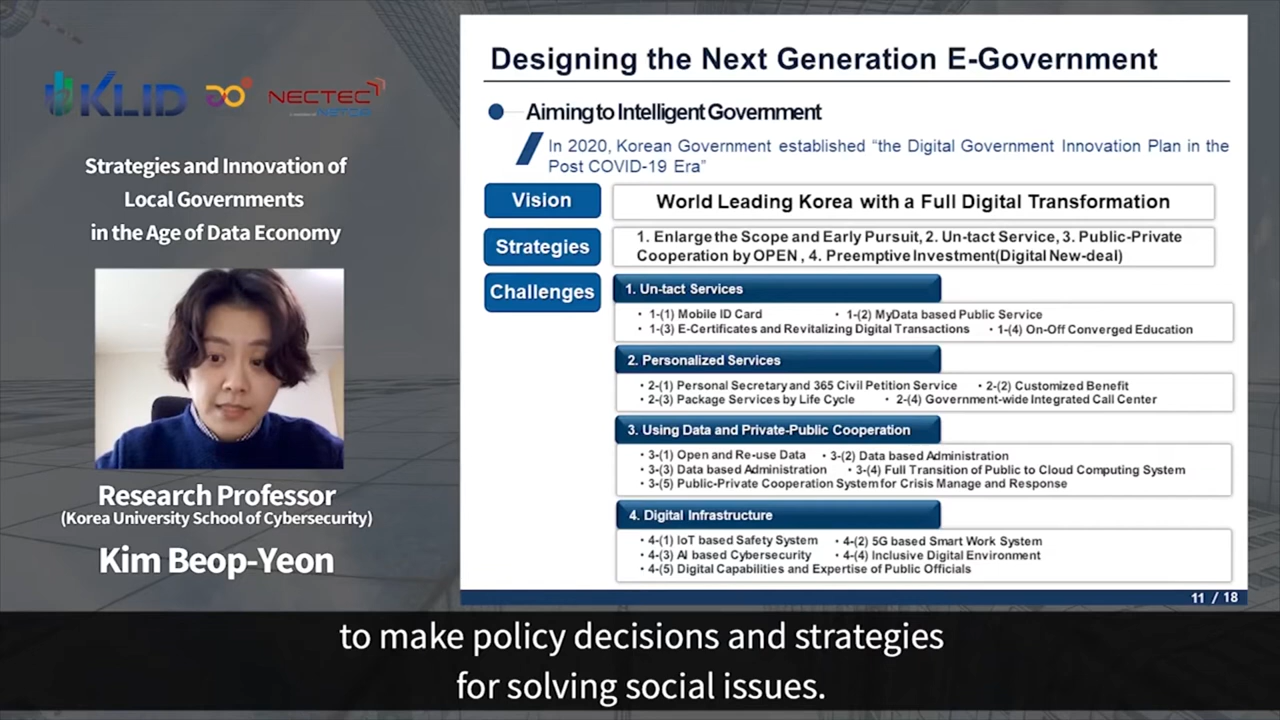 KLID
NECTEC
Strategies and Innovation of
Local Governments
in the Age of Data Economy
Research Professor
(Korea University School of Cybersecurity)
Kim Beop-Yeon
Designing the Next Generation E-Government
Aiming to Intelligent Government
In 2020, Korean Government established “the Digital Government Innovation Plan in the
Post COVID-19 Era”
Vision
World Leading Korea with a Full Digital Transformation
Strategies
1. Enlarge the Scope and Early Pursuit, 2. Un-tact Service, 3. Public-Private
Cooperation by OPEN , 4. Preemptive Investment(Digital New-deal)
Challenges
1. Un-tact Services
· 1-(1) Mobile ID Card · 1-(2) MyData based Public Service
· 1-(3) E-Certificates and Revitalizing Digital Transactions · 1-(4) On-Off Converged Education
2. Personalized Services
· 2-(1) Personal Secretary and 365 Civil Petition Service · 2-(2) Customized Benefit
· 2-(3) Package Services by Life Cycle · 2-(4) Government-wide Integrated Call Center
3. Using Data and Private-Public Cooperation
· 3-(1) Open and Re-use Data · 3-(2) Data based Administration
· 3-(3) Data based Administration · 3-(4) Full Transition of Public to Cloud Computing System
· 3-(5) Public-Private Cooperation System for Crisis Manage and Response
4. Digital Infrastructure
· 4-(1) IoT based Safety System · 4-(2) 5G based Smart Work System
· 4-(3) AI based Cybersecurity · 4-(4) Inclusive Digital Environment
· 4-(5) Digital Capabilities and Expertise of Public Officials
11 / 18
to make policy decisions and strategies
for solving social issues.